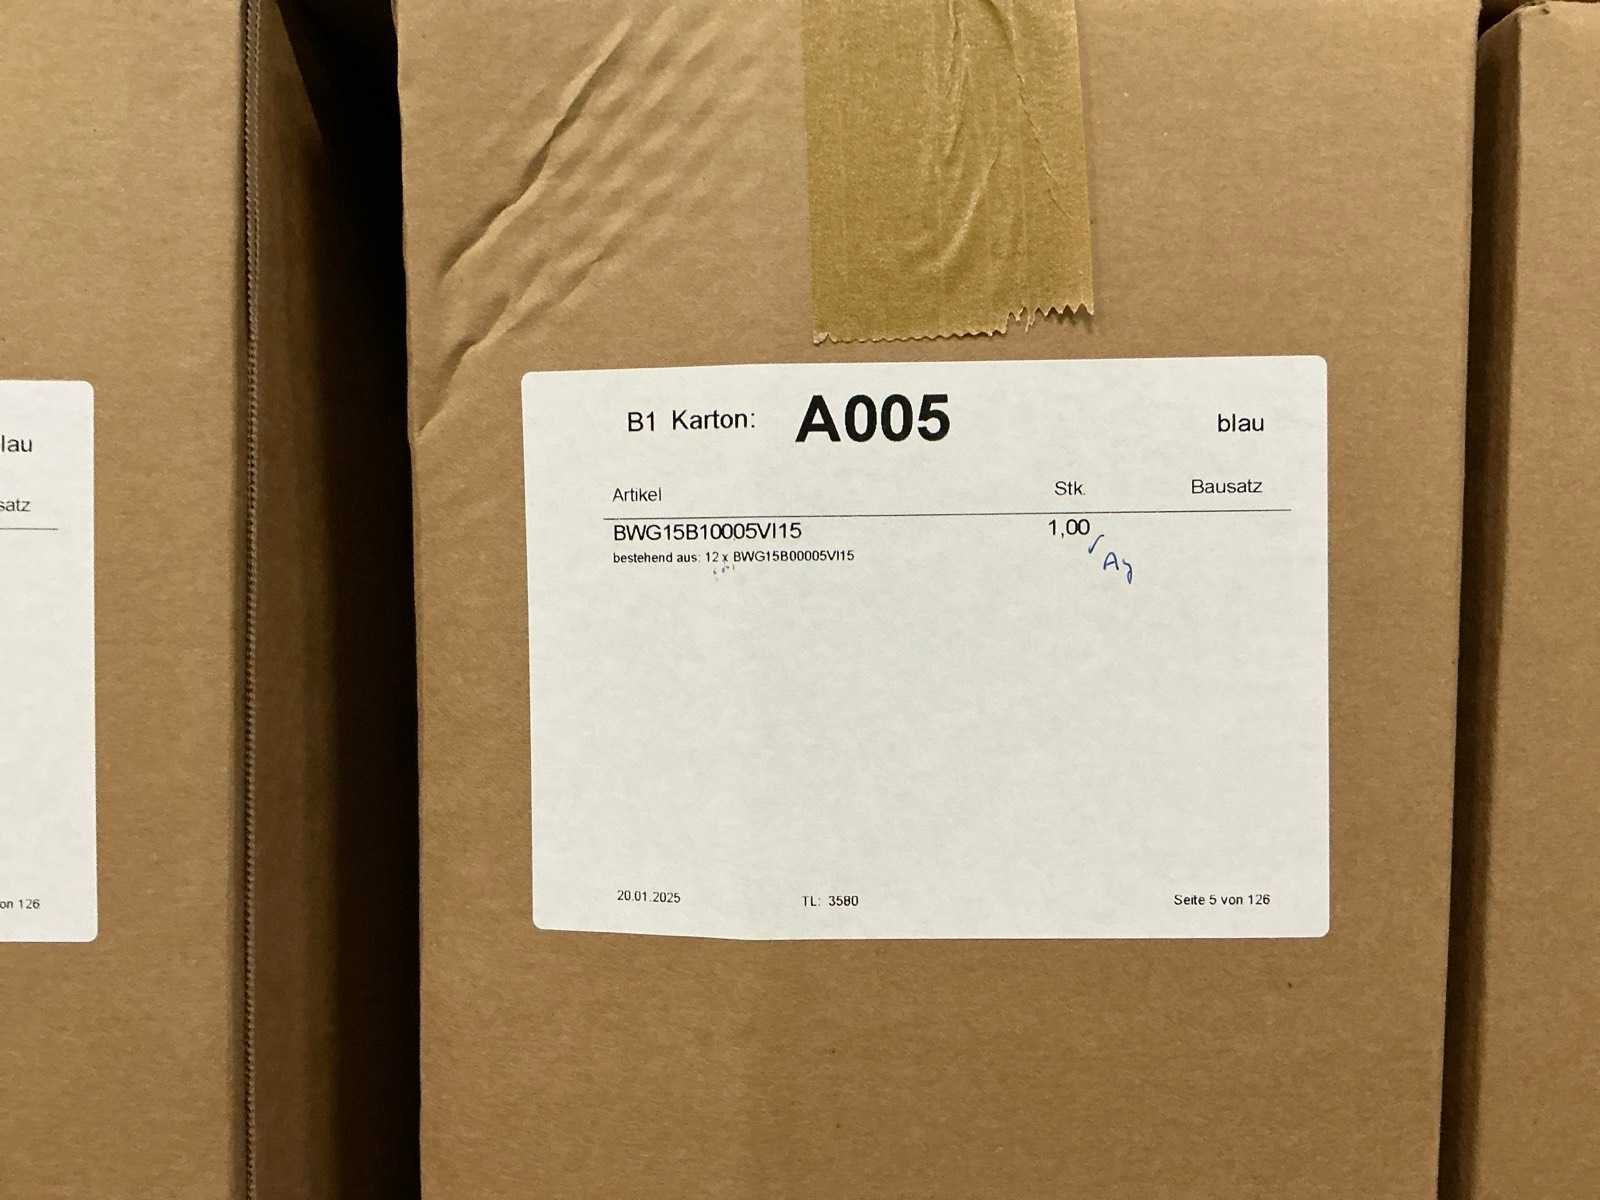 lau
satz
on 126
B1 Karton: A005 blau
Artikel Stk. Bausatz
BWG15B10005VI15 1,00
bestehend aus: 12 x BWG15B00005VI15
20.01.2025 TL: 3580 Seite 5 von 126